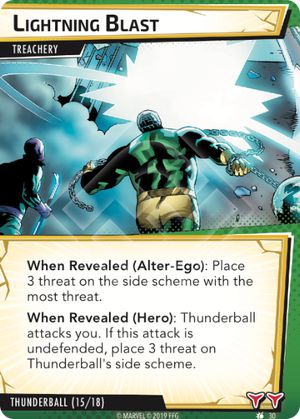 LIGHTNING BLAST
TREACHERY
When Revealed (Alter-Ego): Place
3 threat on the side scheme with
the most threat.
When Revealed (Hero): Thunderball
attacks you. If this attack is
undefended, place 3 threat on
Thunderball's side scheme.
THUNDERBALL (15/18)
© MARVEL © 2019 FFG
30